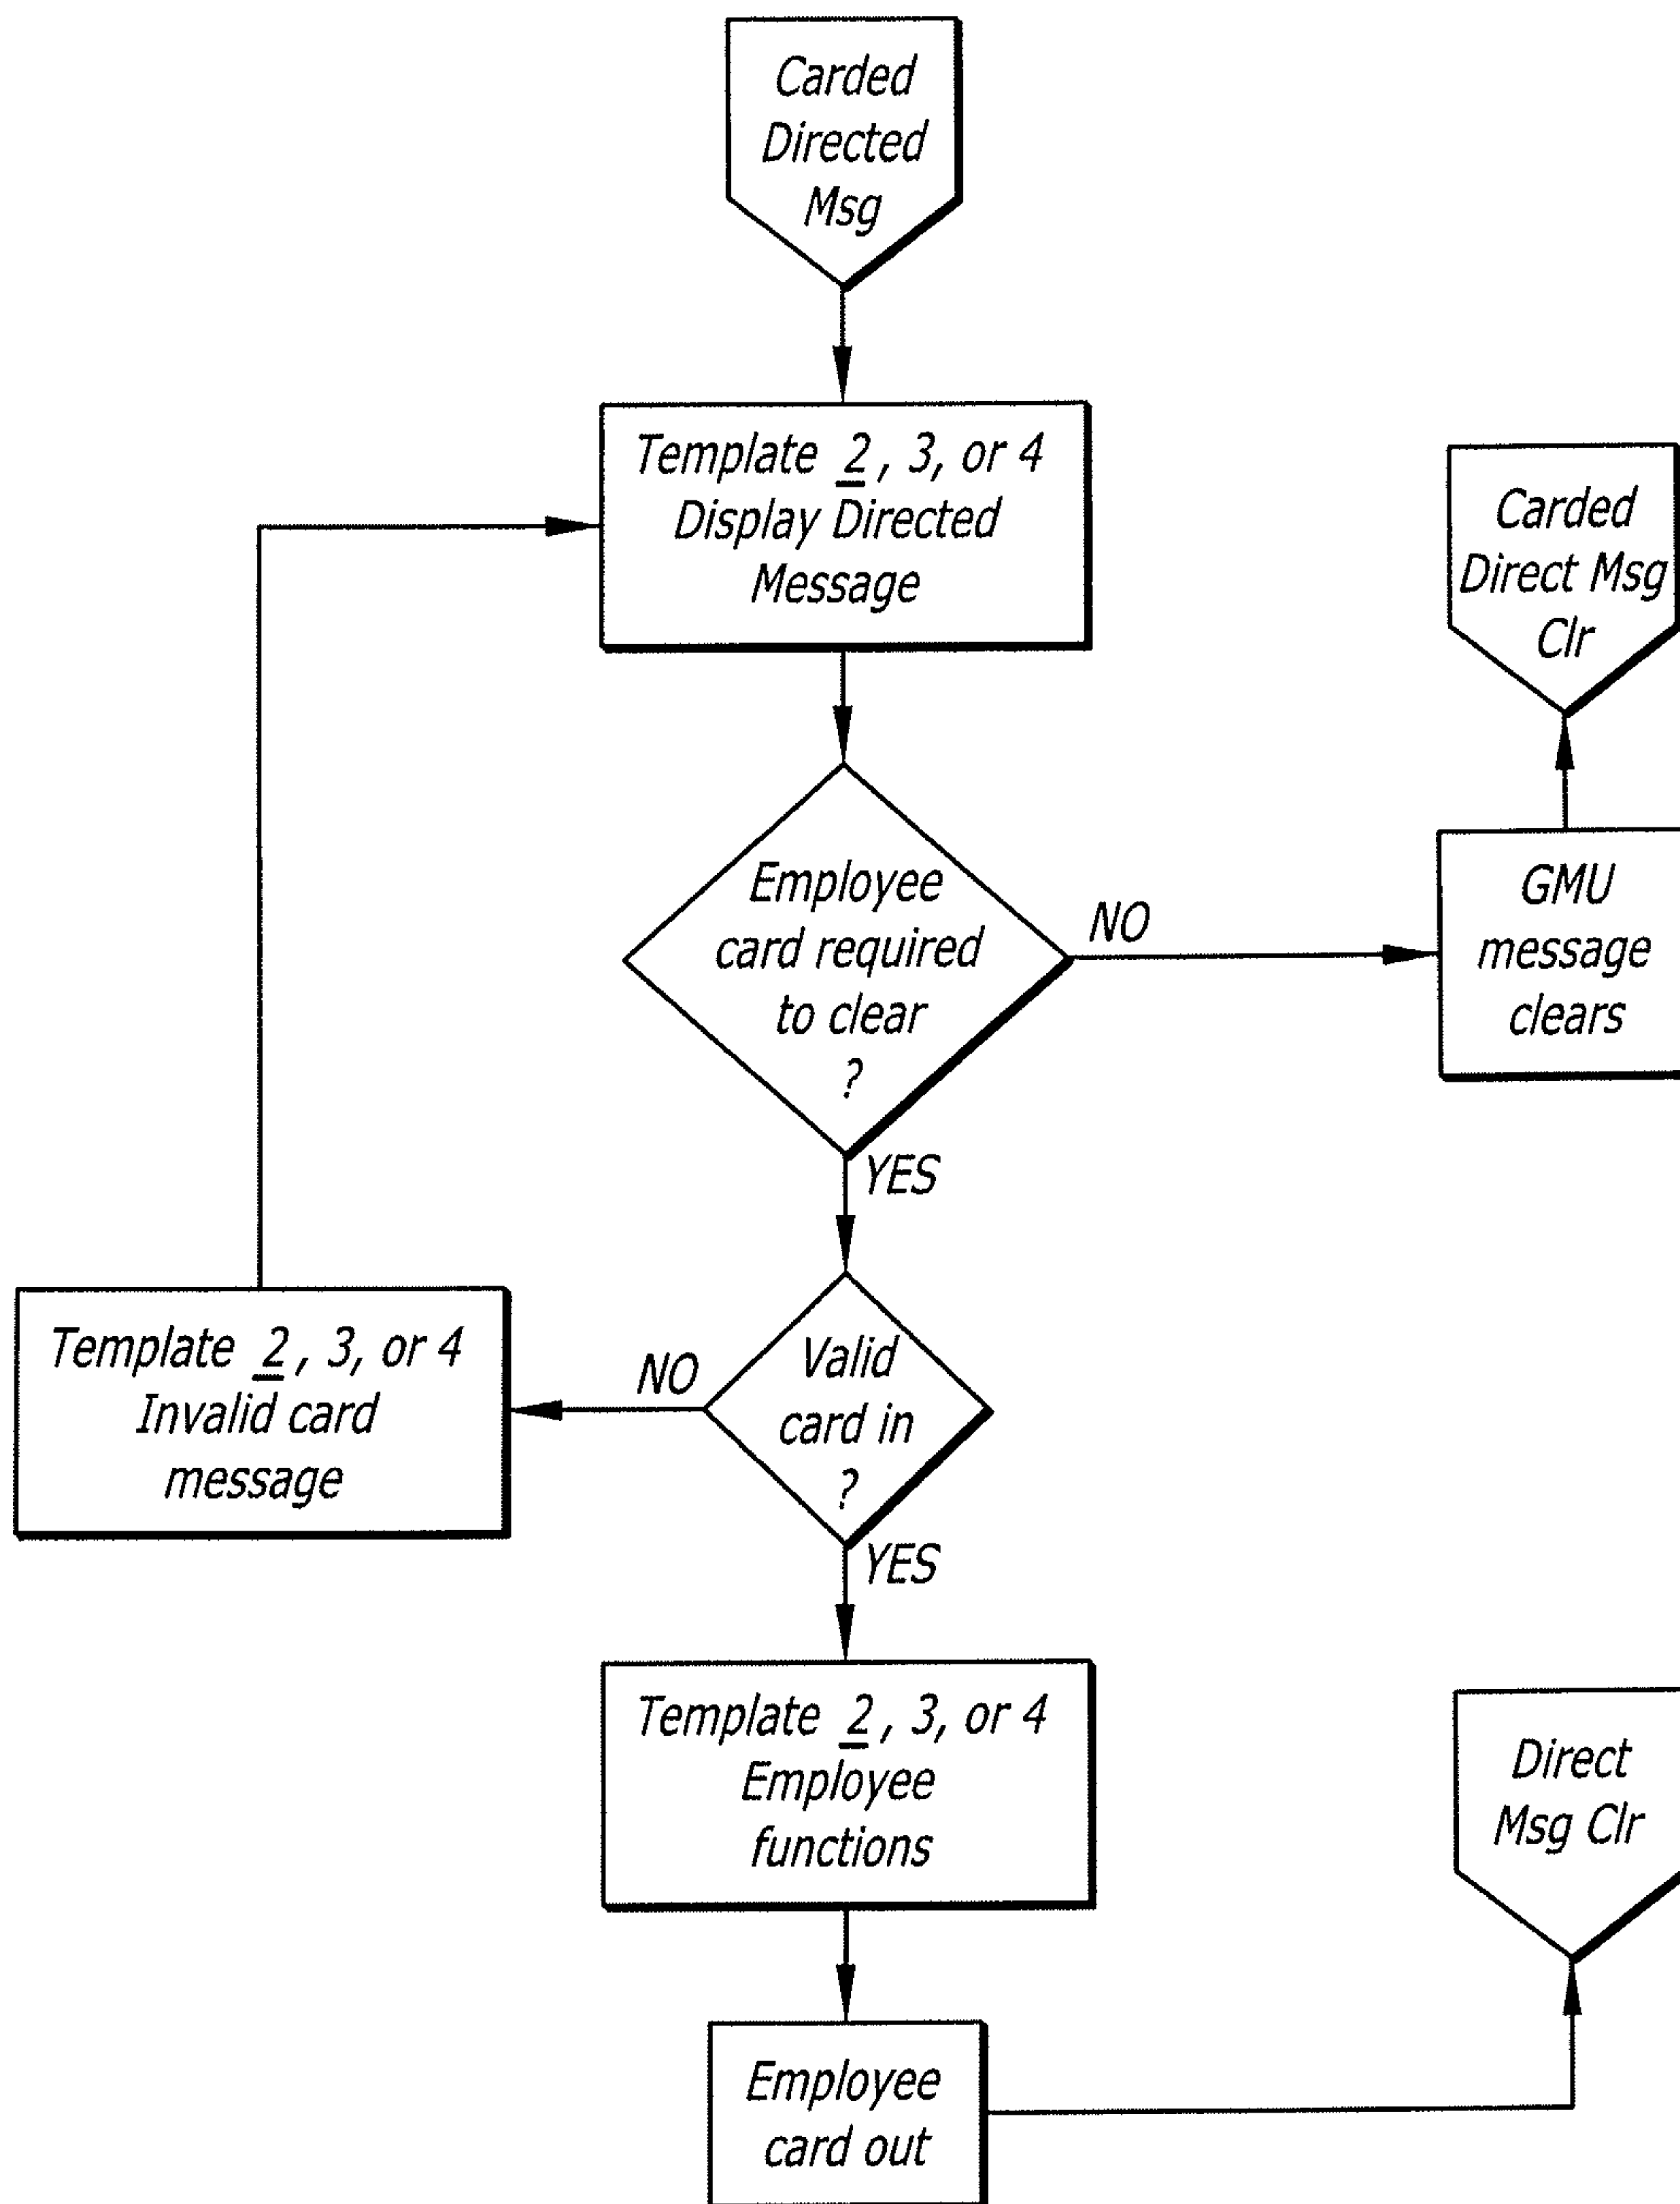 Carded
Directed
Msg
Template 2, 3, or 4
Display Directed
Message
Carded
Direct Msg
Clr
Employee
card required
to clear
?
NO
GMU
message
clears
YES
Template 2, 3, or 4
Invalid card
message
NO
Valid
card in
?
YES
Template 2, 3, or 4
Employee
functions
Direct
Msg Clr
Employee
card out